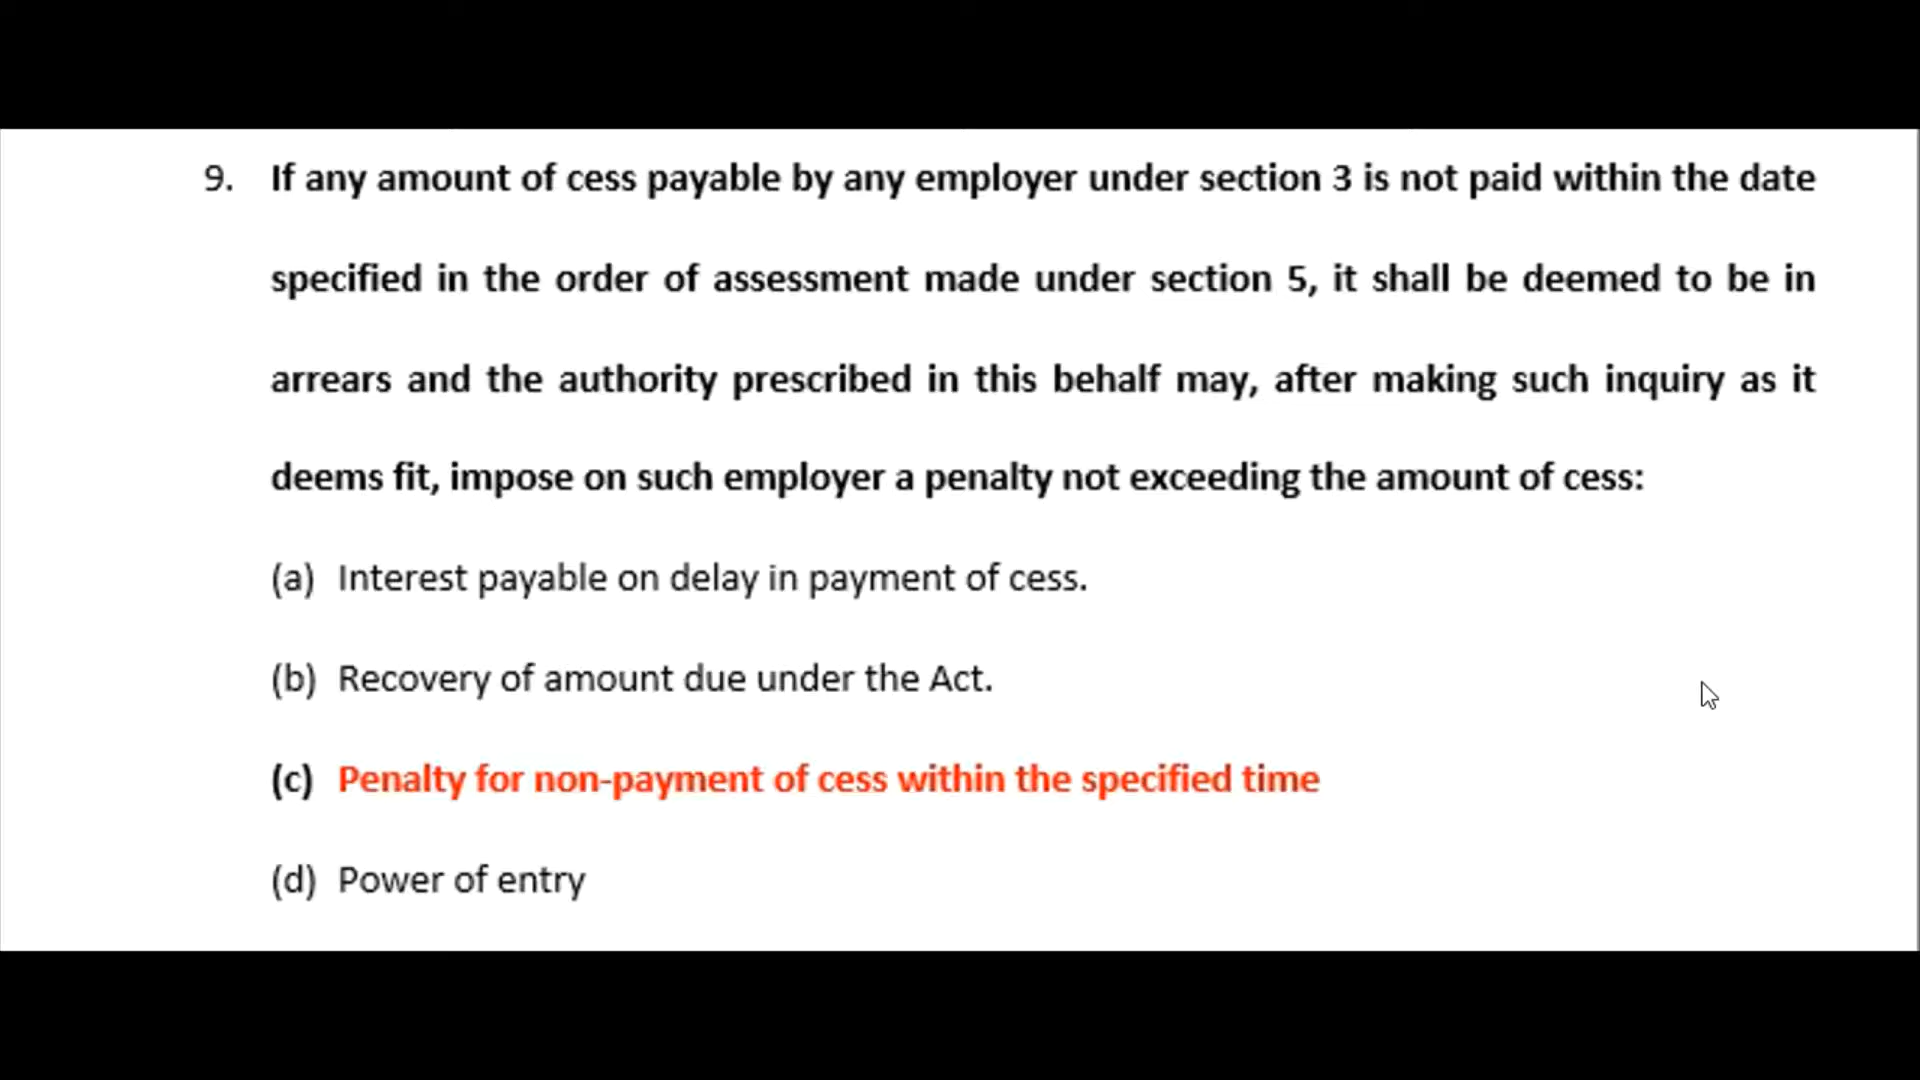 9. If any amount of cess payable by any employer under section 3 is not paid within the date
specified in the order of assessment made under section 5, it shall be deemed to be in
arrears and the authority prescribed in this behalf may, after making such inquiry as it
deems fit, impose on such employer a penalty not exceeding the amount of cess:
(a) Interest payable on delay in payment of cess.
(b) Recovery of amount due under the Act.
(c) Penalty for non-payment of cess within the specified time
(d) Power of entry